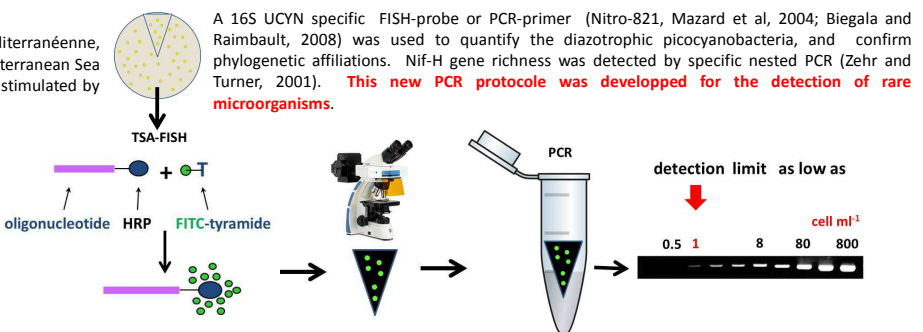 iterranéenne,
terranean Sea
stimulated by
A 16S UCYN specific FISH-probe or PCR-primer (Nitro-821, Mazard et al, 2004; Biegala and
Raimbault, 2008) was used to quantify the diazotrophic picocyanobacteria, and confirm
phylogenetic affiliations. Nif-H gene richness was detected by specific nested PCR (Zehr and
Turner, 2001). This new PCR protocole was developped for the detection of rare
microorganisms.
TSA-FISH
+
T
oligonucleotide HRP FITC-tyramide
PCR
detection limit as low as
cell ml-1
0.5 1 8 80 800